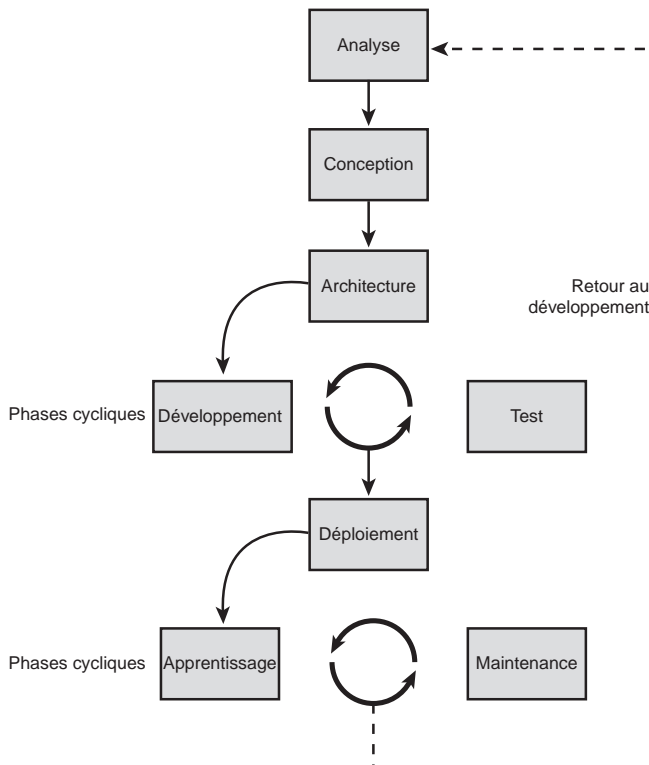 Analyse
Conception
Architecture
Retour au
développement
Phases cycliques
Développement
Test
Déploiement
Phases cycliques
Apprentissage
Maintenance